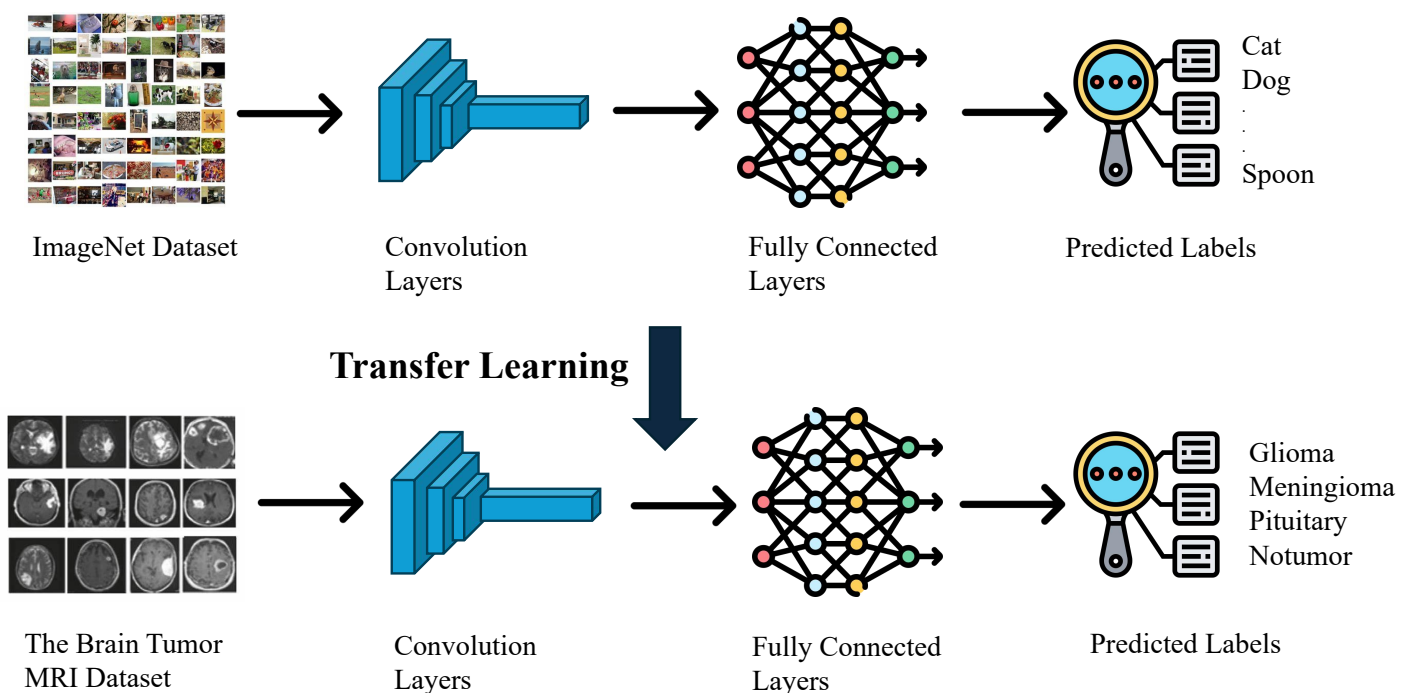 Cat
Dog
.
.
.
Spoon
ImageNet Dataset
Convolution
Layers
Fully Connected
Layers
Predicted Labels
Transfer Learning
Glioma
Meningioma
Pituitary
Notumor
The Brain Tumor
MRI Dataset
Convolution
Layers
Fully Connected
Layers
Predicted Labels